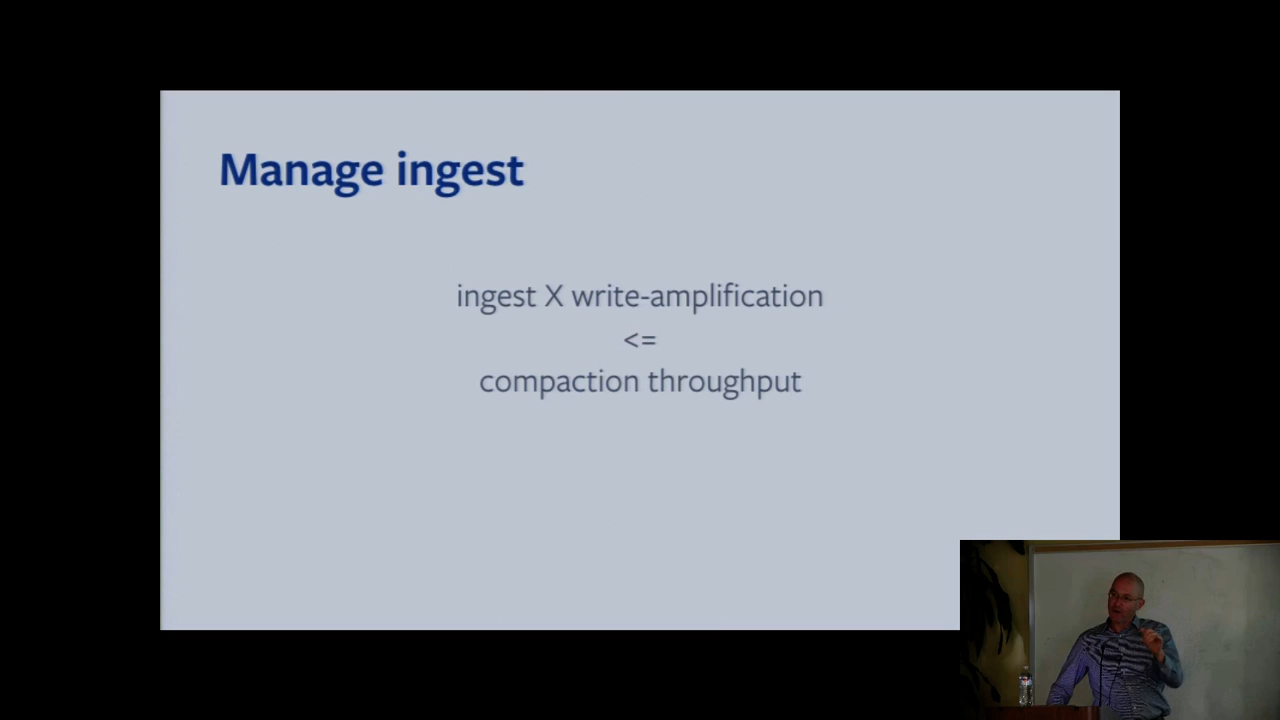 Manage ingest
ingest X write-amplification
<=
compaction throughput